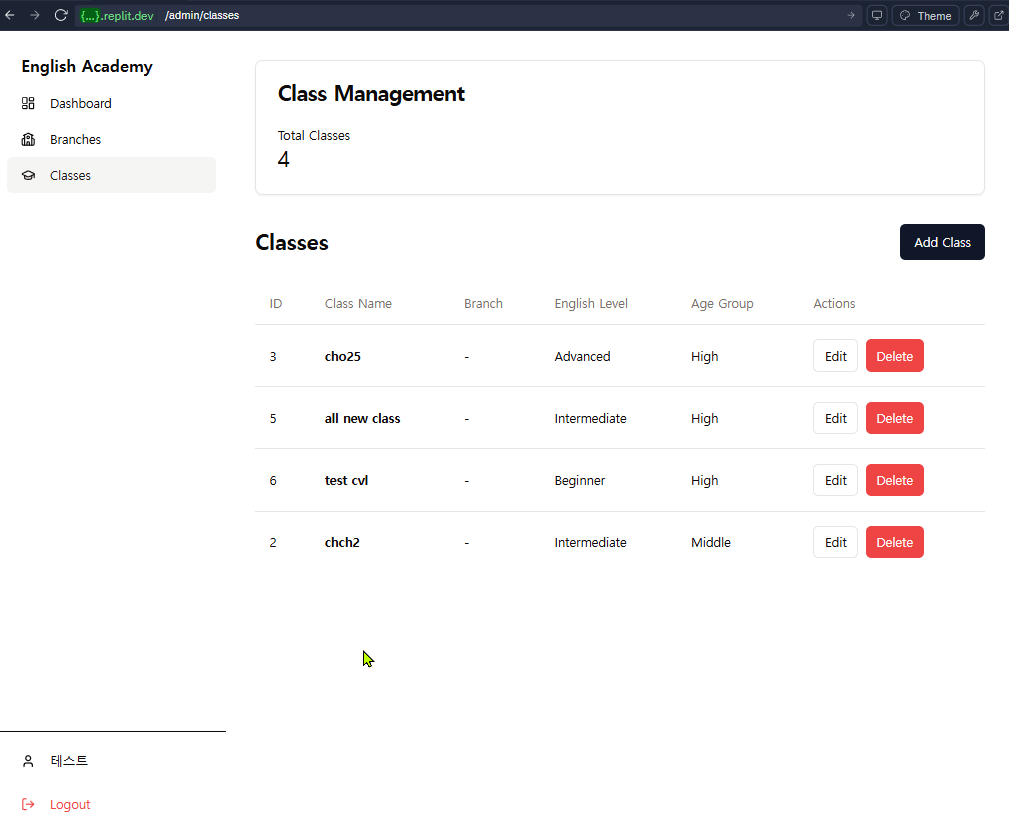 {...}.replit.dev /admin/classes
Theme
English Academy
Dashboard
Branches
Classes
Class Management
Total Classes
4
Classes
Add Class
ID Class Name Branch English Level Age Group Actions
3 cho25 - Advanced High Edit Delete
5 all new class - Intermediate High Edit Delete
6 test cvl - Beginner High Edit Delete
2 chch2 - Intermediate Middle Edit Delete
테스트
Logout